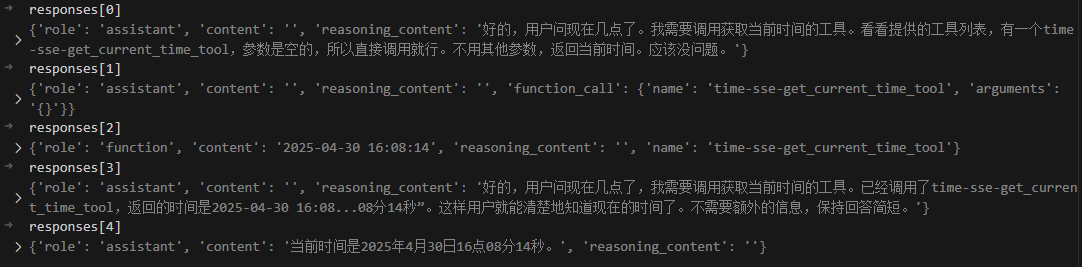 responses[0]
{'role': 'assistant', 'content': '', 'reasoning_content': '好的，用户问现在几点了。我需要调用获取当前时间的工具。看看提供的工具列表，有一个time
-sse-get_current_time_tool，参数是空的，所以直接调用就行。不用其他参数，返回当前时间。应该没问题。'}
responses[1]
{'role': 'assistant', 'content': '', 'reasoning_content': '', 'function_call': {'name': 'time-sse-get_current_time_tool', 'arguments':
'{}'}}
responses[2]
{'role': 'function', 'content': '2025-04-30 16:08:14', 'reasoning_content': '', 'name': 'time-sse-get_current_time_tool'}
responses[3]
{'role': 'assistant', 'content': '', 'reasoning_content': '好的，用户问现在几点了，我需要调用获取当前时间的工具。已经调用了time-sse-get_curren
t_time_tool，返回的时间是2025-04-30 16:08...08分14秒”。这样用户就能清楚地知道现在的时间了。不需要额外的信息，保持回答简短。'}
responses[4]
{'role': 'assistant', 'content': '当前时间是2025年4月30日16点08分14秒。', 'reasoning_content': ''}